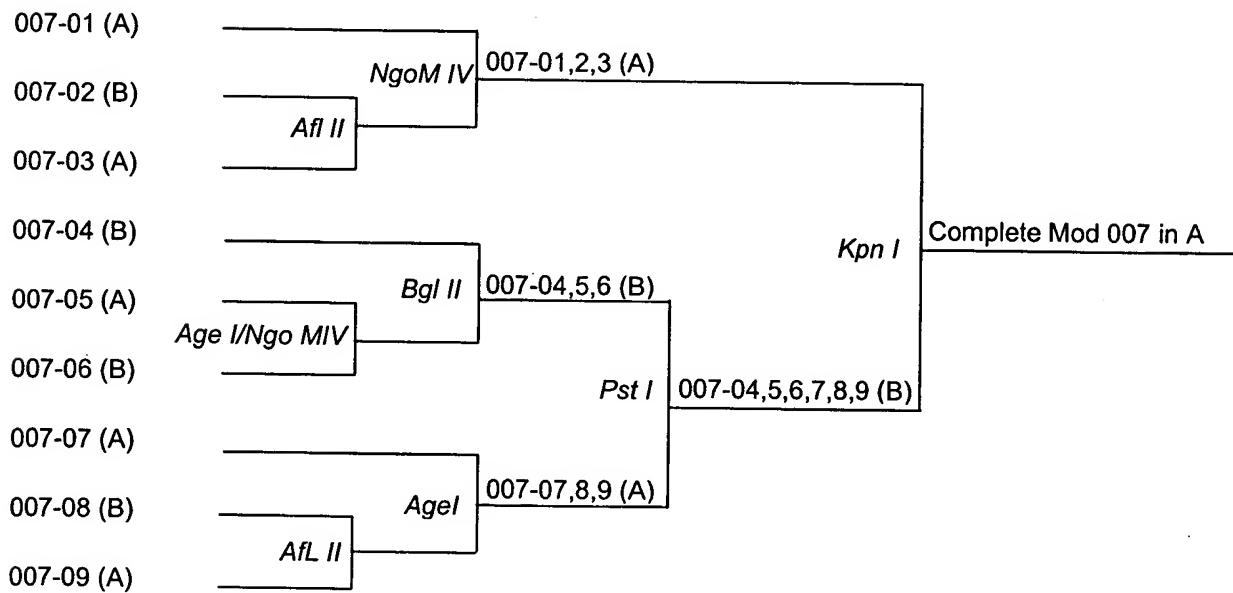 007-01 (A)
007-02 (B)
007-03 (A)
007-04 (B)
007-05 (A)
007-06 (B)
007-07 (A)
007-08 (B)
007-09 (A)
NgoM IV
Afl II
Bgl II
Age I/Ngo MIV
AgeI
AfL II
007-01,2,3 (A)
007-04,5,6 (B)
007-07,8,9 (A)
Pst I
007-04,5,6,7,8,9 (B)
Kpn I
Complete Mod 007 in A